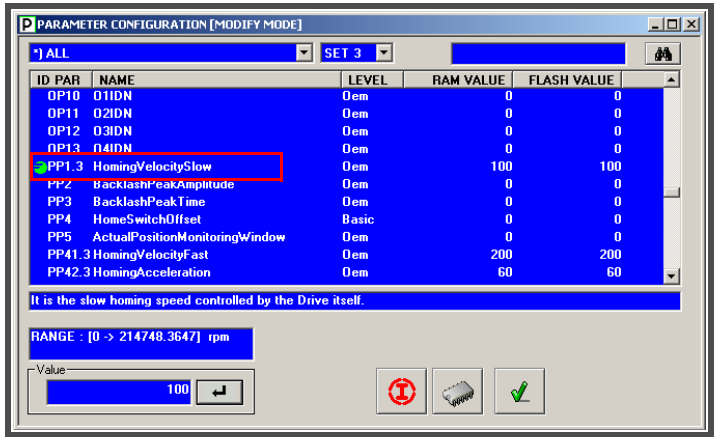 P PARAMETER CONFIGURATION [MODIFY MODE]
*) ALL SET 3
ID PAR NAME LEVEL RAM VALUE FLASH VALUE
OP10 O1IDN Oem 0 0
OP11 O2IDN Oem 0 0
OP12 O3IDN Oem 0 0
OP13 O4IDN Oem 0 0
PP1.3 HomingVelocitySlow Oem 100 100
PP2 BacklashPeakAmplitude Oem 0 0
PP3 BacklashPeakTime Oem 0 0
PP4 HomeSwitchOffset Basic 0 0
PP5 ActualPositionMonitoringWindow Oem 0 0
PP41.3 HomingVelocityFast Oem 200 200
PP42.3 HomingAcceleration Oem 60 60
It is the slow homing speed controlled by the Drive itself.
RANGE : [0 -> 214748.3647] rpm
Value
100